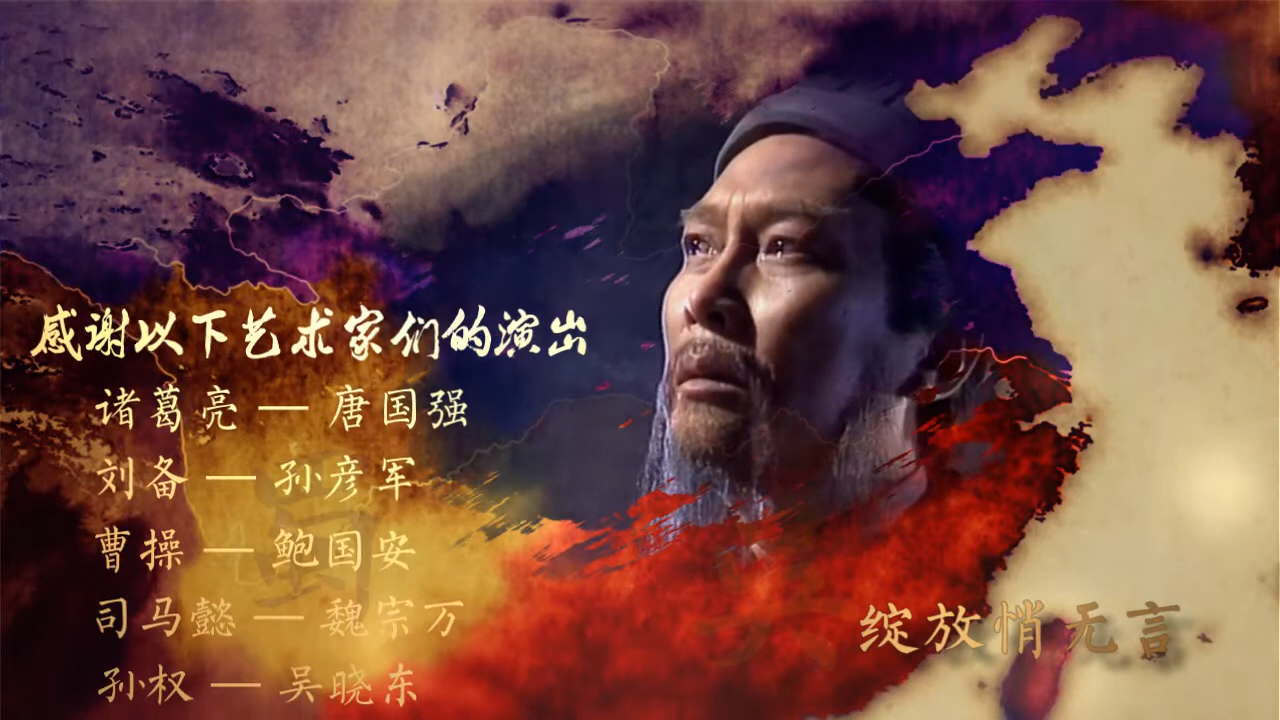 感谢以下艺术家们的演出
诸葛亮 — 唐国强
刘备 — 孙彦军
曹操 — 鲍国安
司马懿 — 魏宗万
孙权 — 吴晓东
绽放悄无言
蜀